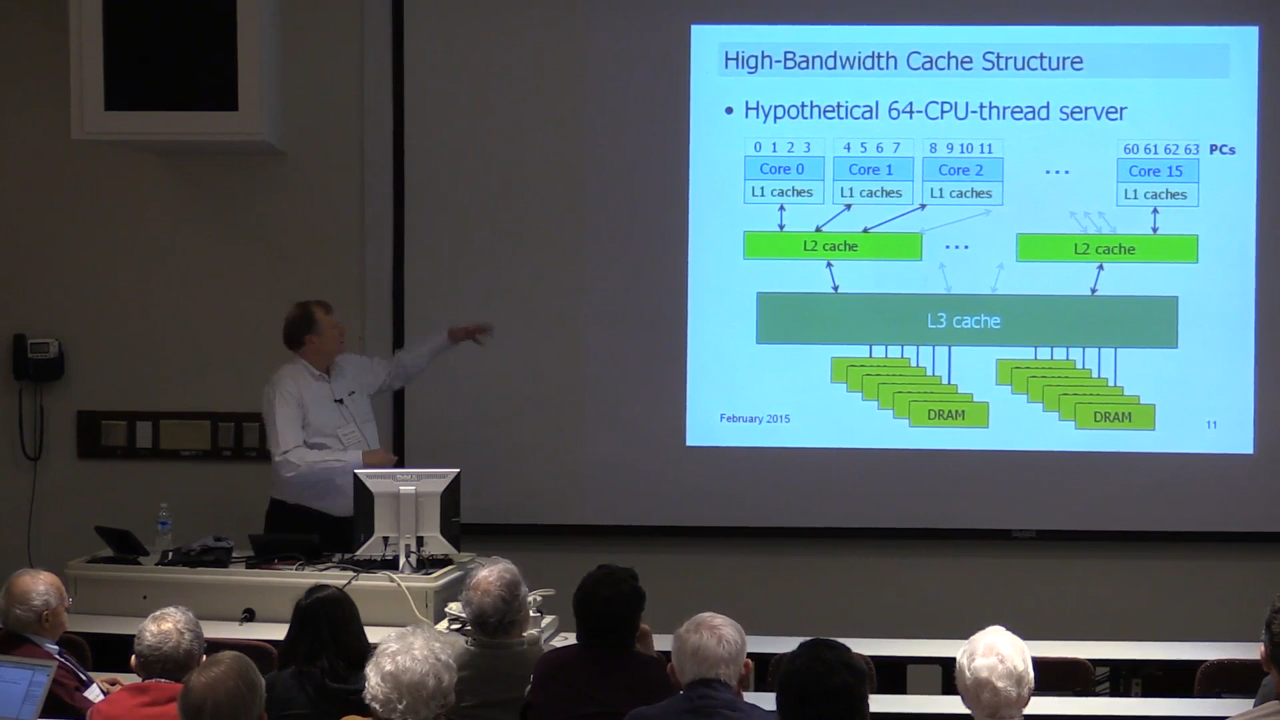 High-Bandwidth Cache Structure
• Hypothetical 64-CPU-thread server
0 1 2 3 4 5 6 7 8 9 10 11 60 61 62 63 PCs
Core 0 Core 1 Core 2 ... Core 15
L1 caches L1 caches L1 caches L1 caches
L2 cache ... L2 cache
L3 cache
DRAM DRAM
February 2015 11